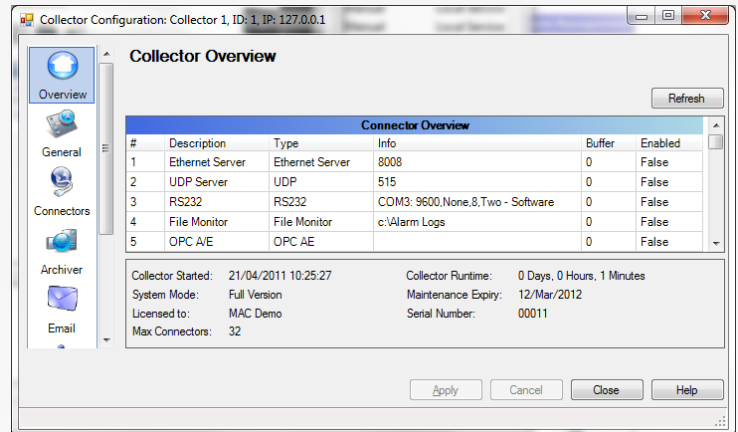 Collector Configuration: Collector 1, ID: 1, IP: 127.0.0.1
Overview
General
Connectors
Archiver
Email
Collector Overview
Refresh
Connector Overview
# Description Type Info Buffer Enabled
1 Ethernet Server Ethernet Server 8008 0 False
2 UDP Server UDP 515 0 False
3 RS232 RS232 COM3: 9600,None,8,Two - Software 0 False
4 File Monitor File Monitor c:\Alarm Logs 0 False
5 OPC A/E OPC AE 0 False
Collector Started: 21/04/2011 10:25:27 Collector Runtime: 0 Days, 0 Hours, 1 Minutes
System Mode: Full Version Maintenance Expiry: 12/Mar/2012
Licensed to: MAC Demo Serial Number: 00011
Max Connectors: 32
Apply Cancel Close Help